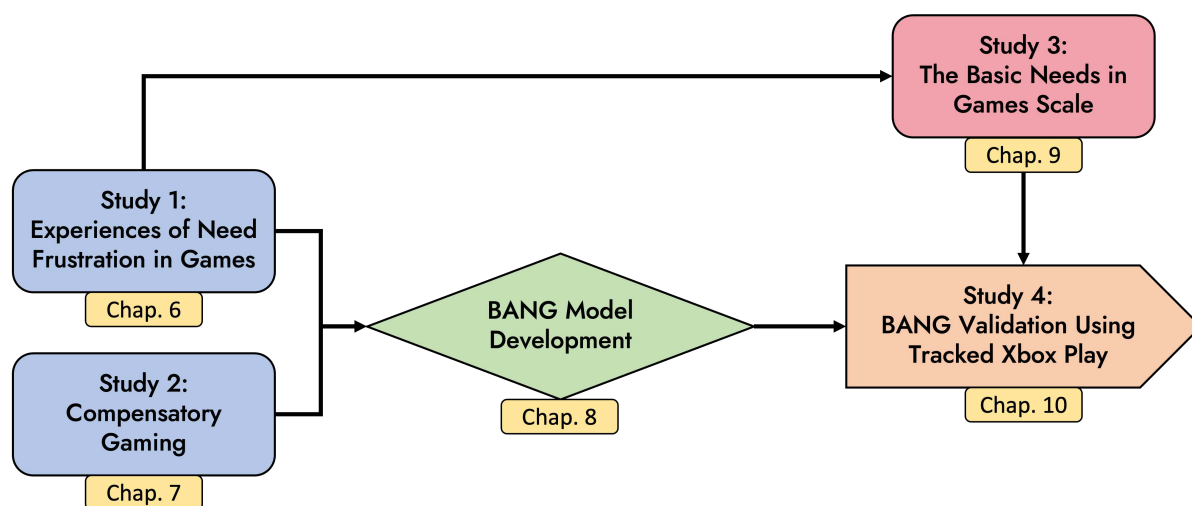 Study 3:
The Basic Needs in
Games Scale
Chap. 9
Study 1:
Experiences of Need
Frustration in Games
Chap. 6
BANG Model
Development
Chap. 8
Study 4:
BANG Validation Using
Tracked Xbox Play
Chap. 10
Study 2:
Compensatory
Gaming
Chap. 7